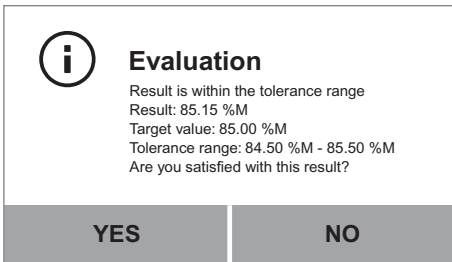 Evaluation
Result is within the tolerance range
Result: 85.15 %M
Target value: 85.00 %M
Tolerance range: 84.50 %M - 85.50 %M
Are you satisfied with this result?
YES NO